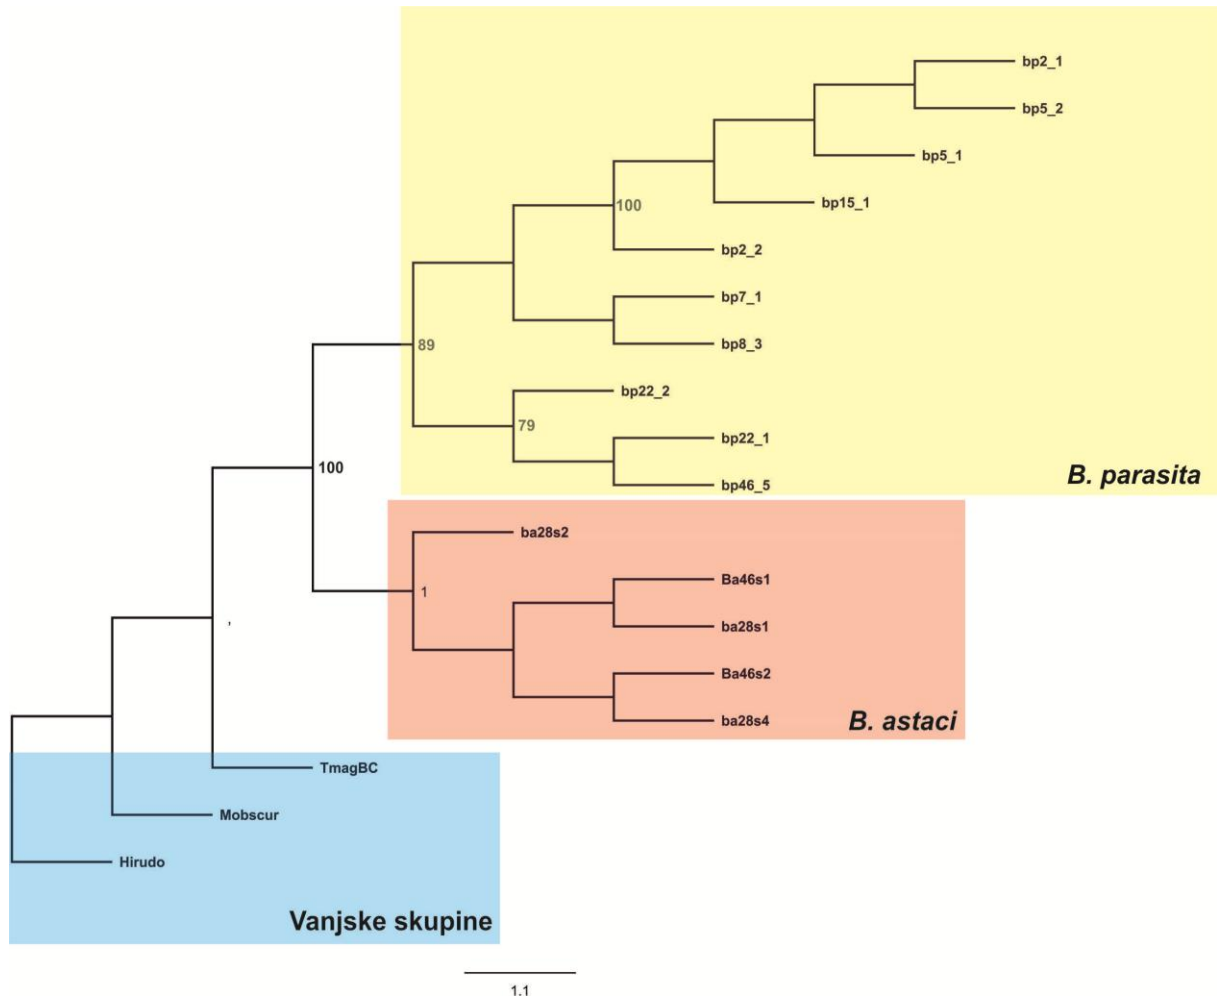 bp2_1
bp5_2
bp5_1
bp15_1
100
bp2_2
bp7_1
bp8_3
89
bp22_2
79
bp22_1
bp46_5
B. parasita
100
ba28s2
Ba46s1
1
ba28s1
Ba46s2
ba28s4
B. astaci
,
TmagBC
Mobscur
Hirudo
Vanjske skupine
1.1